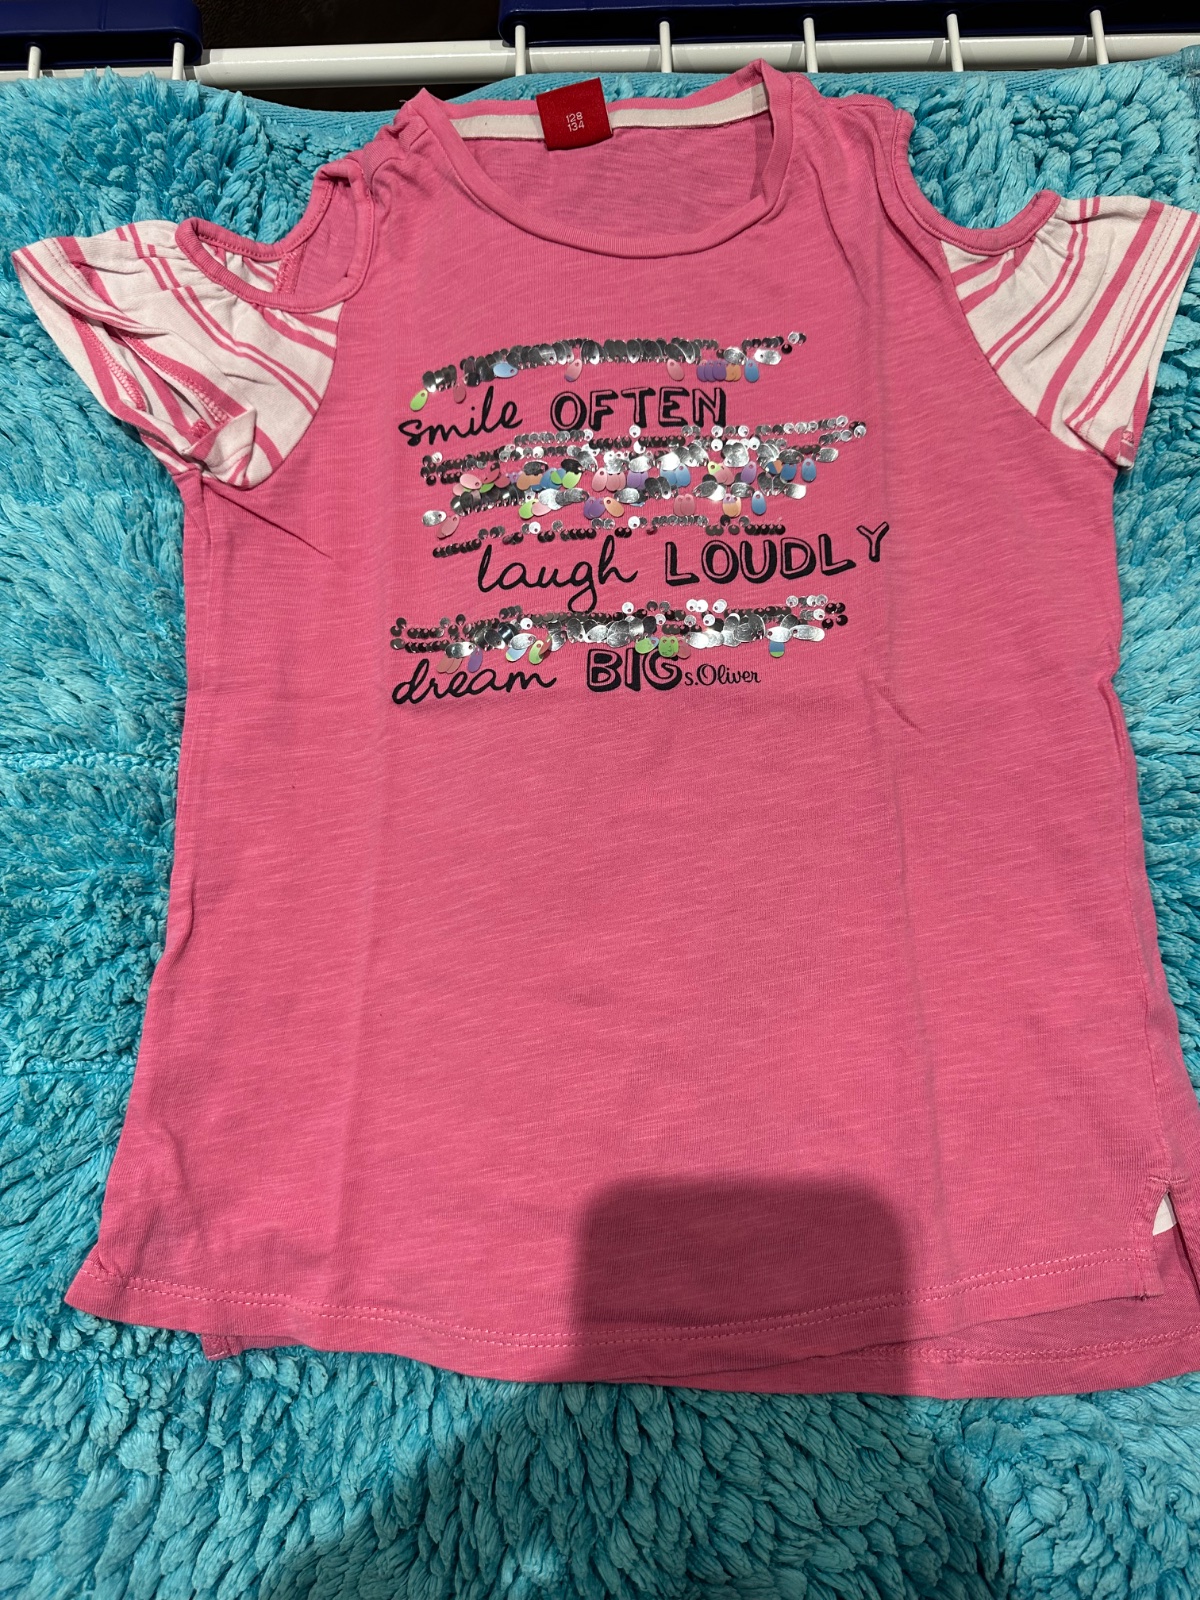 128
134
smile OFTEN
laugh LOUDLY
dream BIG s.Oliver